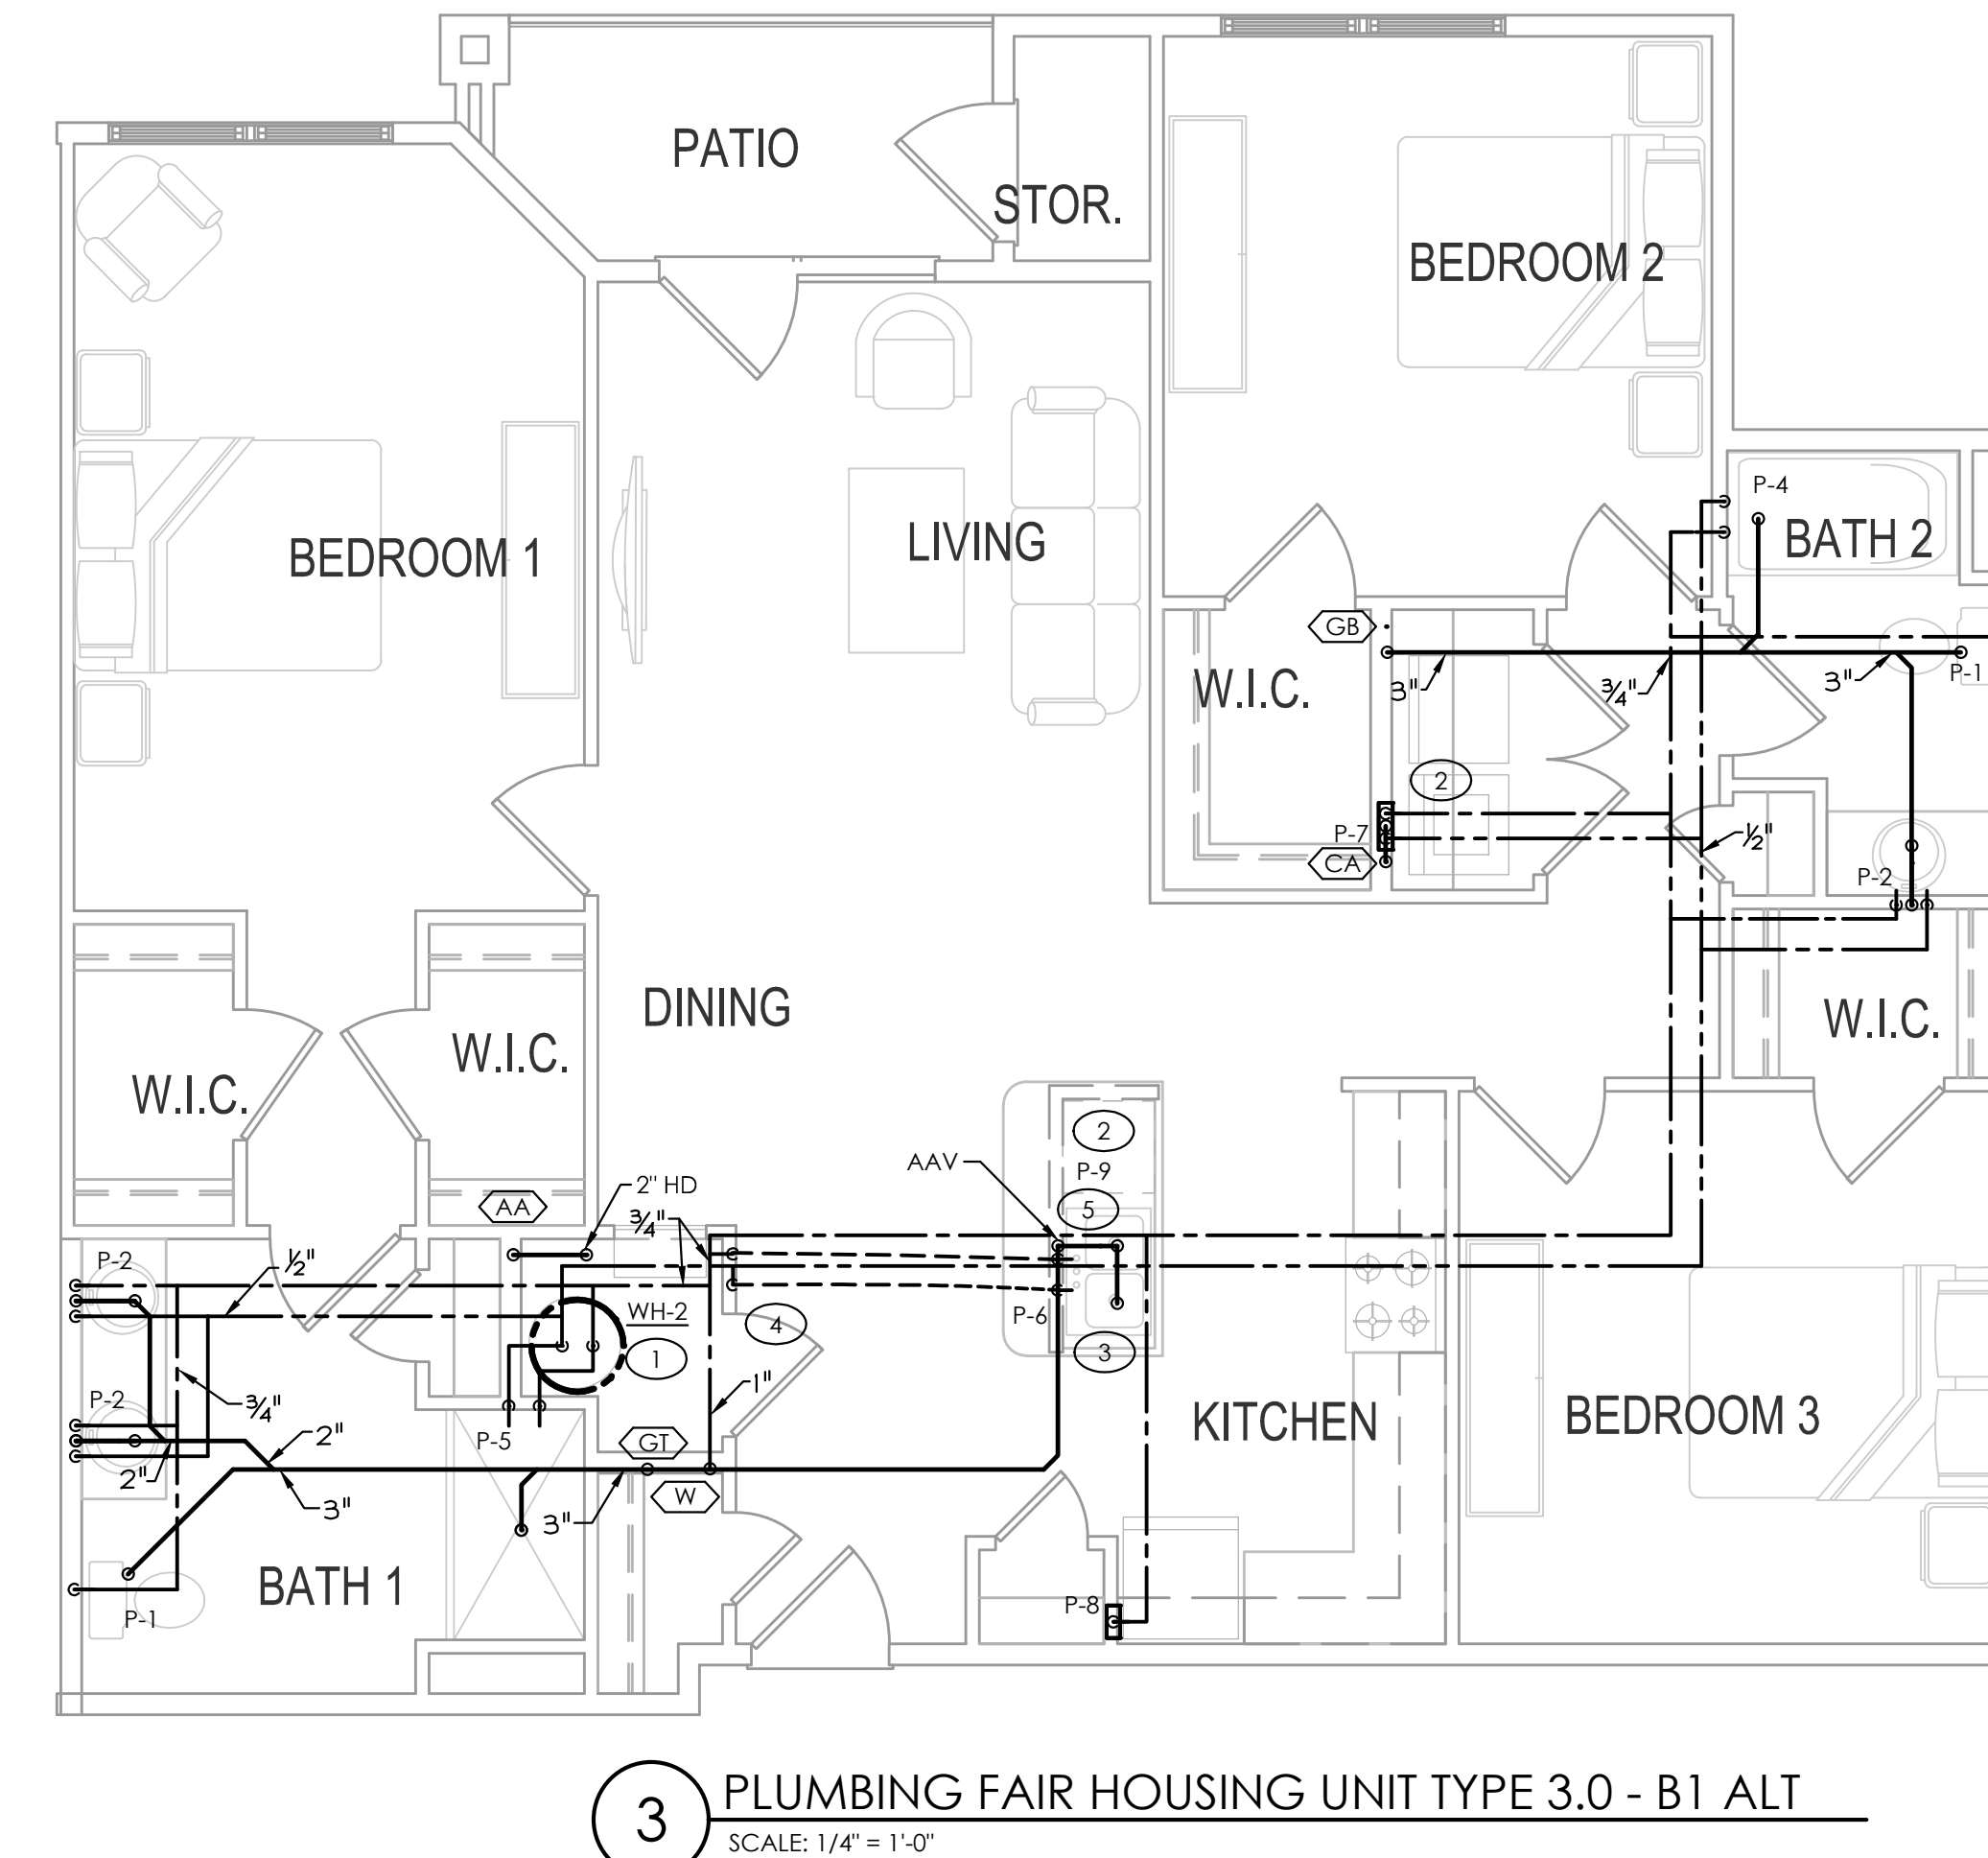 PATIO
STOR.
BEDROOM 2
P-4
BATH 2
LIVING
BEDROOM 1
GB
W.I.C.
3"
3/4"
3"
P-1
2
P-7
1/2"
CA
P-2
DINING
W.I.C.
W.I.C.
W.I.C.
2
AAV
P-9
2" HD
AA
3/4"
5
P-2
1/2"
WH-2
4
P-6
1
3
1"
P-2
3/4"
2"
P-5
GT
KITCHEN
BEDROOM 3
2"
W
3"
3"
BATH 1
P-8
P-1
3
PLUMBING FAIR HOUSING UNIT TYPE 3.0 - B1 ALT
SCALE: 1/4" = 1'-0"